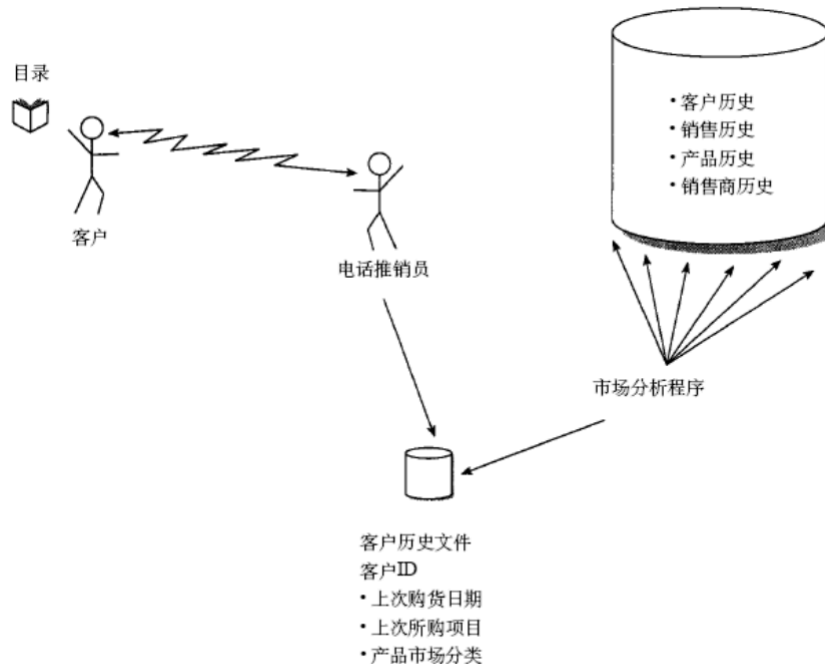 目录
客户
电话推销员
• 客户历史
• 销售历史
• 产品历史
• 销售商历史
市场分析程序
客户历史文件
客户ID
• 上次购货日期
• 上次所购项目
• 产品市场分类